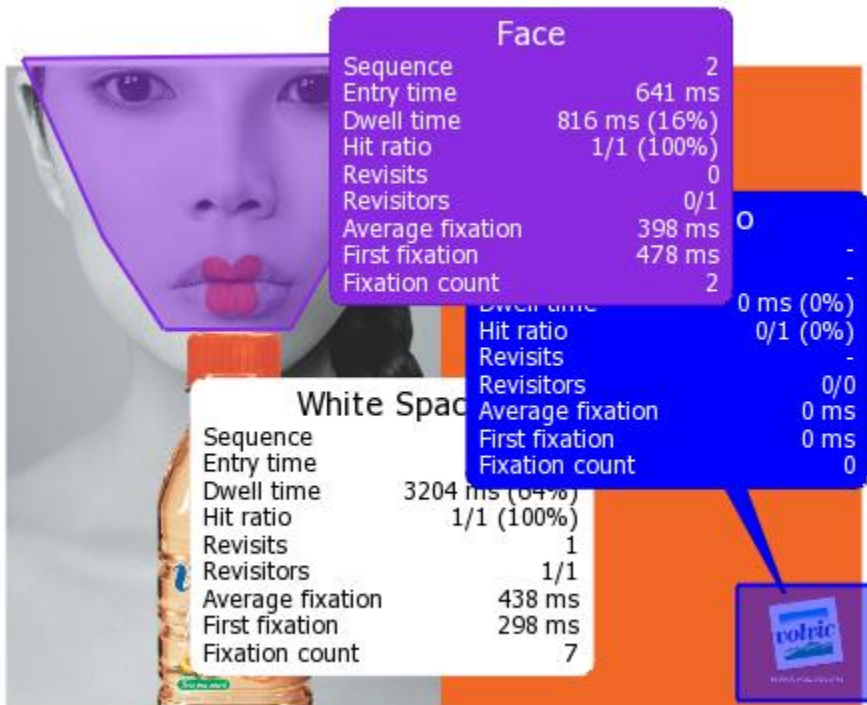 Face
Sequence 2
Entry time 641 ms
Dwell time 816 ms (16%)
Hit ratio 1/1 (100%)
Revisits 0
Revisitors 0/1
Average fixation 398 ms
First fixation 478 ms
Fixation count 2
o
-
-
Dwell time 0 ms (0%)
Hit ratio 0/1 (0%)
Revisits -
Revisitors 0/0
Average fixation 0 ms
First fixation 0 ms
Fixation count 0
White Spac
Sequence
Entry time
Dwell time 3204 ms (64%)
Hit ratio 1/1 (100%)
Revisits 1
Revisitors 1/1
Average fixation 438 ms
First fixation 298 ms
Fixation count 7
volvic